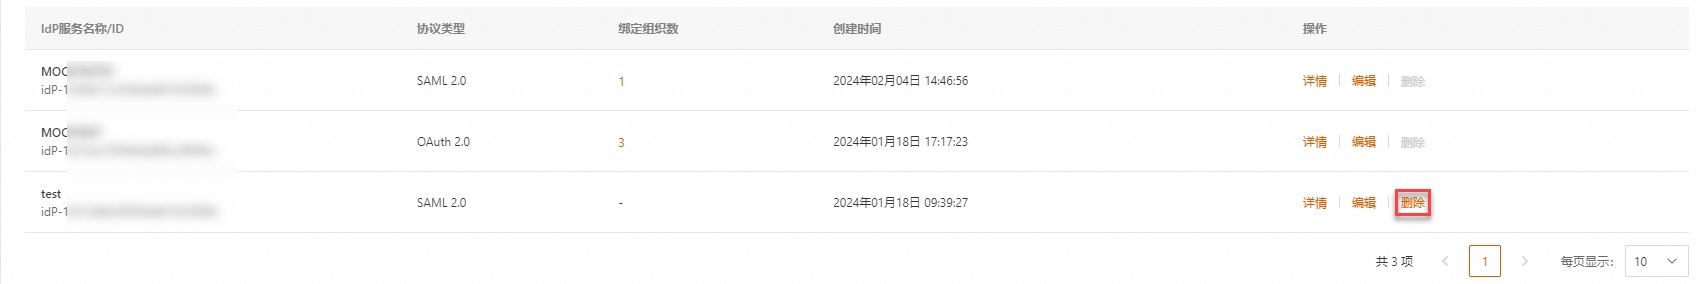 IdP服务名称/ID 协议类型 绑定组织数 创建时间 操作
MOC
idP-1 SAML 2.0 1 2024年02月04日 14:46:56 详情 编辑 删除
MOC
idP-1 OAuth 2.0 3 2024年01月18日 17:17:23 详情 编辑 删除
test
idP-1 SAML 2.0 - 2024年01月18日 09:39:27 详情 编辑 删除
共 3 项 1 每页显示: 10